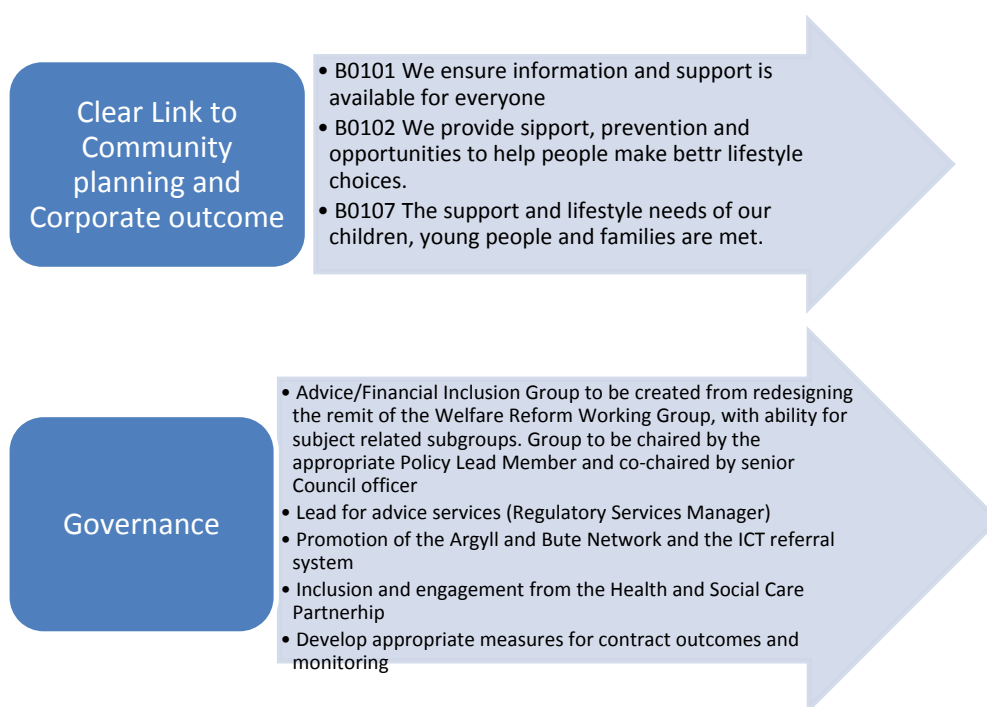 Clear Link to
Community
planning and
Corporate outcome
• B0101 We ensure information and support is
available for everyone
• B0102 We provide sipport, prevention and
opportunities to help people make bettr lifestyle
choices.
• B0107 The support and lifestyle needs of our
children, young people and families are met.
Governance
• Advice/Financial Inclusion Group to be created from redesigning
the remit of the Welfare Reform Working Group, with ability for
subject related subgroups. Group to be chaired by the
appropriate Policy Lead Member and co-chaired by senior
Council officer
• Lead for advice services (Regulatory Services Manager)
• Promotion of the Argyll and Bute Network and the ICT referral
system
• Inclusion and engagement from the Health and Social Care
Partnerhip
• Develop appropriate measures for contract outcomes and
monitoring